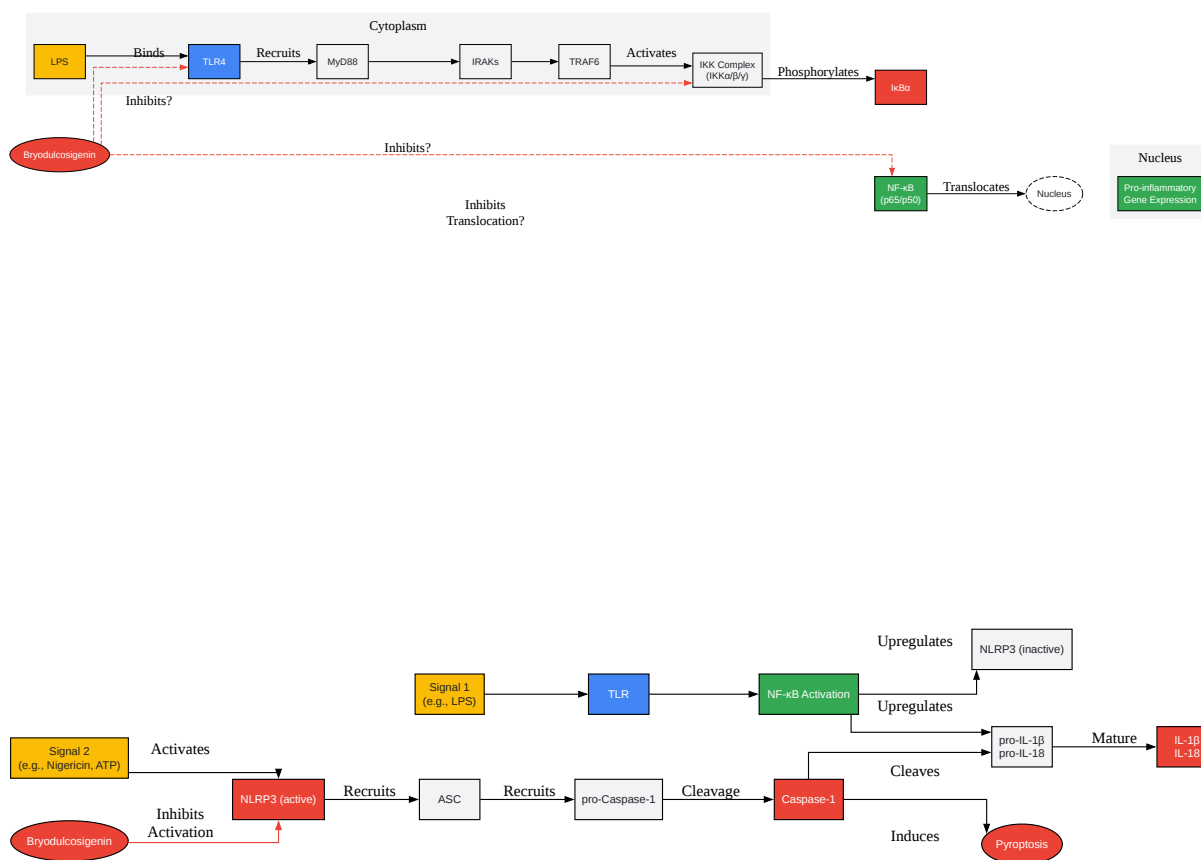 Cytoplasm
LPS
Binds
TLR4
Recruits
MyD88
IRAKs
TRAF6
Activates
IKK Complex
(IKKα/β/γ)
Phosphorylates
IκBα
Inhibits?
Bryodulcosigenin
Inhibits?
NF-κB
(p65/p50)
Translocates
Nucleus
Nucleus
Pro-inflammatory
Gene Expression
Inhibits
Translocation?
Upregulates
NLRP3 (inactive)
Signal 1
(e.g., LPS)
TLR
NF-κB Activation
Upregulates
Signal 2
(e.g., Nigericin, ATP)
Activates
pro-IL-1β
pro-IL-18
Mature
IL-1β
IL-18
Cleaves
NLRP3 (active)
Recruits
ASC
Recruits
pro-Caspase-1
Cleavage
Caspase-1
Inhibits
Activation
Bryodulcosigenin
Induces
Pyroptosis